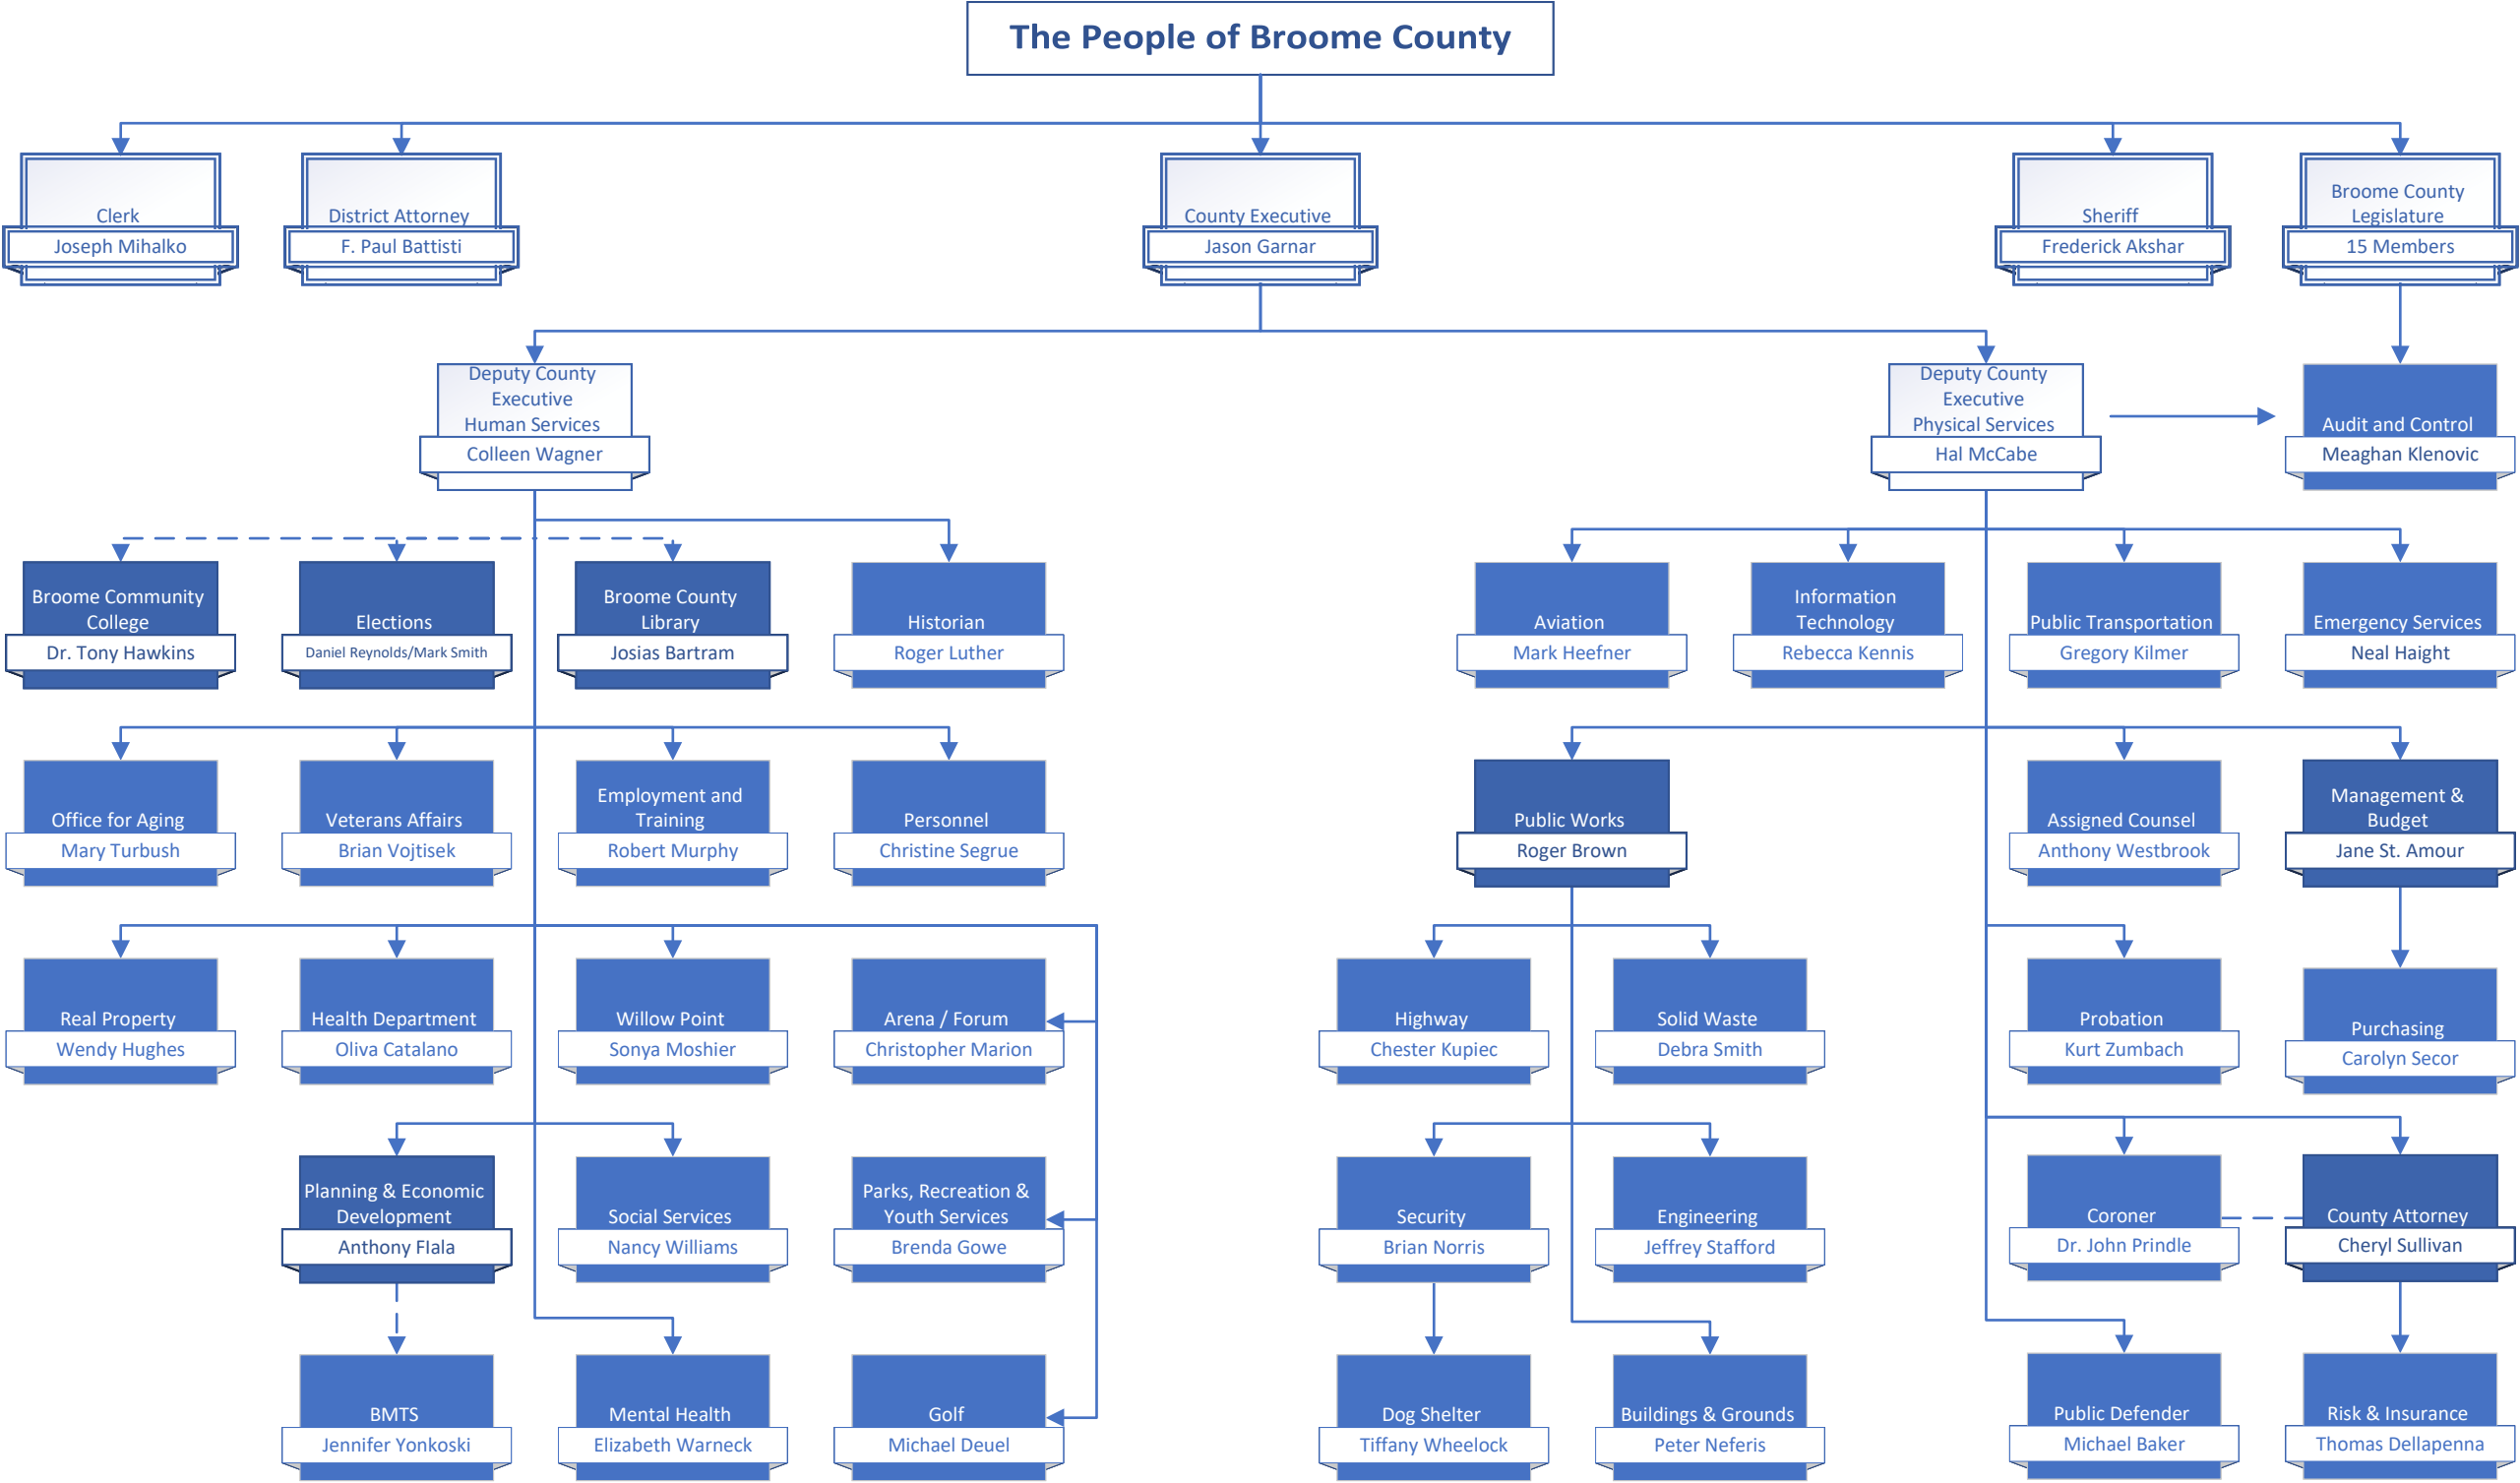 The People of Broome County
Clerk
Joseph Mihalko
District Attorney
F. Paul Battisti
County Executive
Jason Garnar
Sheriff
Frederick Akshar
Broome County
Legislature
15 Members
Deputy County
Executive
Human Services
Colleen Wagner
Deputy County
Executive
Physical Services
Hal McCabe
Audit and Control
Meaghan Klenovic
Broome Community
College
Dr. Tony Hawkins
Elections
Daniel Reynolds/Mark Smith
Broome County
Library
Josias Bartram
Historian
Roger Luther
Aviation
Mark Heefner
Information
Technology
Rebecca Kennis
Public Transportation
Gregory Kilmer
Emergency Services
Neal Haight
Office for Aging
Mary Turbush
Veterans Affairs
Brian Vojtisek
Employment and
Training
Robert Murphy
Personnel
Christine Segrue
Public Works
Roger Brown
Assigned Counsel
Anthony Westbrook
Management &
Budget
Jane St. Amour
Real Property
Wendy Hughes
Health Department
Oliva Catalano
Willow Point
Sonya Moshier
Arena / Forum
Christopher Marion
Highway
Chester Kupiec
Solid Waste
Debra Smith
Probation
Kurt Zumbach
Purchasing
Carolyn Secor
Planning & Economic
Development
Anthony FIala
Social Services
Nancy Williams
Parks, Recreation &
Youth Services
Brenda Gowe
Security
Brian Norris
Engineering
Jeffrey Stafford
Coroner
Dr. John Prindle
County Attorney
Cheryl Sullivan
BMTS
Jennifer Yonkoski
Mental Health
Elizabeth Warneck
Golf
Michael Deuel
Dog Shelter
Tiffany Wheelock
Buildings & Grounds
Peter Neferis
Public Defender
Michael Baker
Risk & Insurance
Thomas Dellapenna